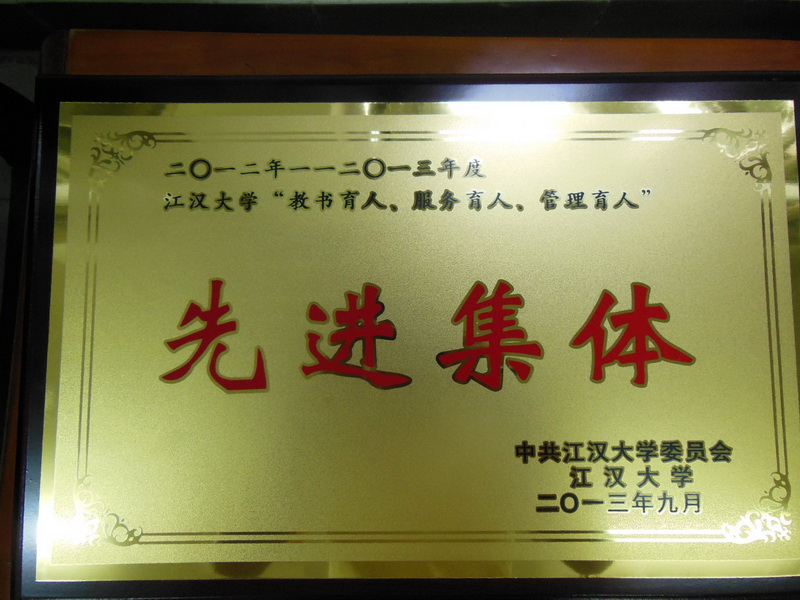 二〇一二年一一二〇一三年度
江汉大学“教书育人、服务育人、管理育人”
先进集体
中共江汉大学委员会
江汉大学
二〇一三年九月